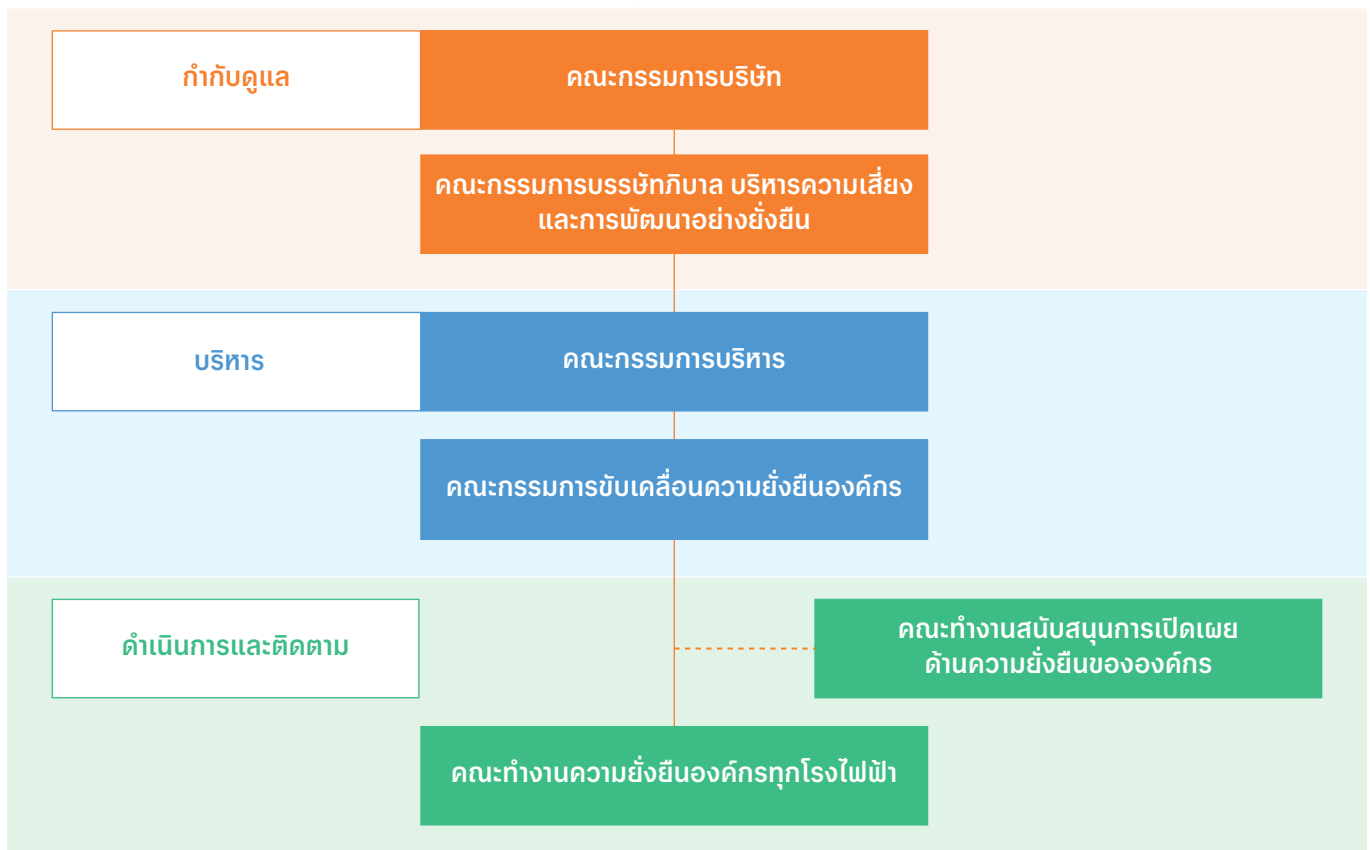 กำกับดูแล
คณะกรรมการบริษัท
คณะกรรมการบรรษัทภิบาล บริหารความเสี่ยง
และการพัฒนาอย่างยั่งยืน
บริหาร
คณะกรรมการบริหาร
คณะกรรมการขับเคลื่อนความยั่งยืนองค์กร
ดำเนินการและติดตาม
คณะทำงานสนับสนุนการเปิดเผย
ด้านความยั่งยืนขององค์กร
คณะทำงานความยั่งยืนองค์กรทุกโรงไฟฟ้า